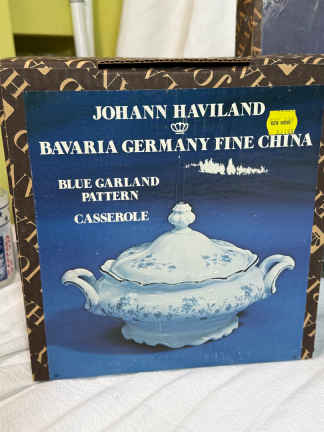 JOHANN HAVILAND
BAVARIA GERMANY FINE CHINA
BLUE GARLAND
PATTERN
CASSEROLE